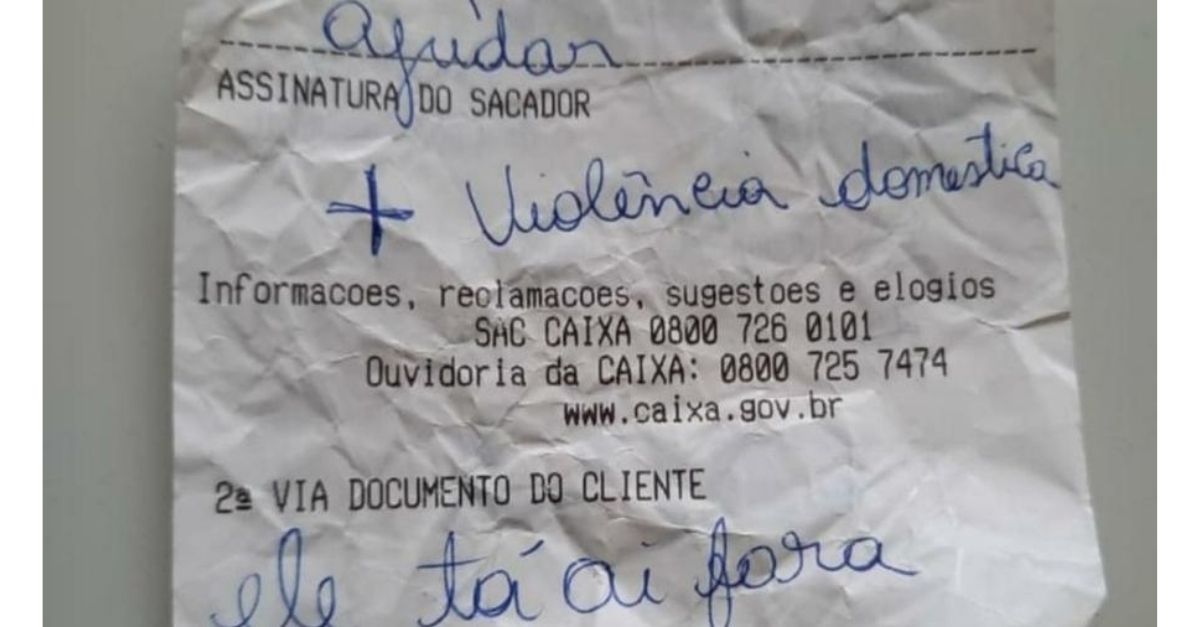 ajudar
ASSINATURA DO SACADOR
+ Violência domestica
Informacoes, reclamacoes, sugestoes e elogios
SAC CAIXA 0800 726 0101
Ouvidoria da CAIXA: 0800 725 7474
www.caixa.gov.br
2ª VIA DOCUMENTO DO CLIENTE
ele tá ai fora